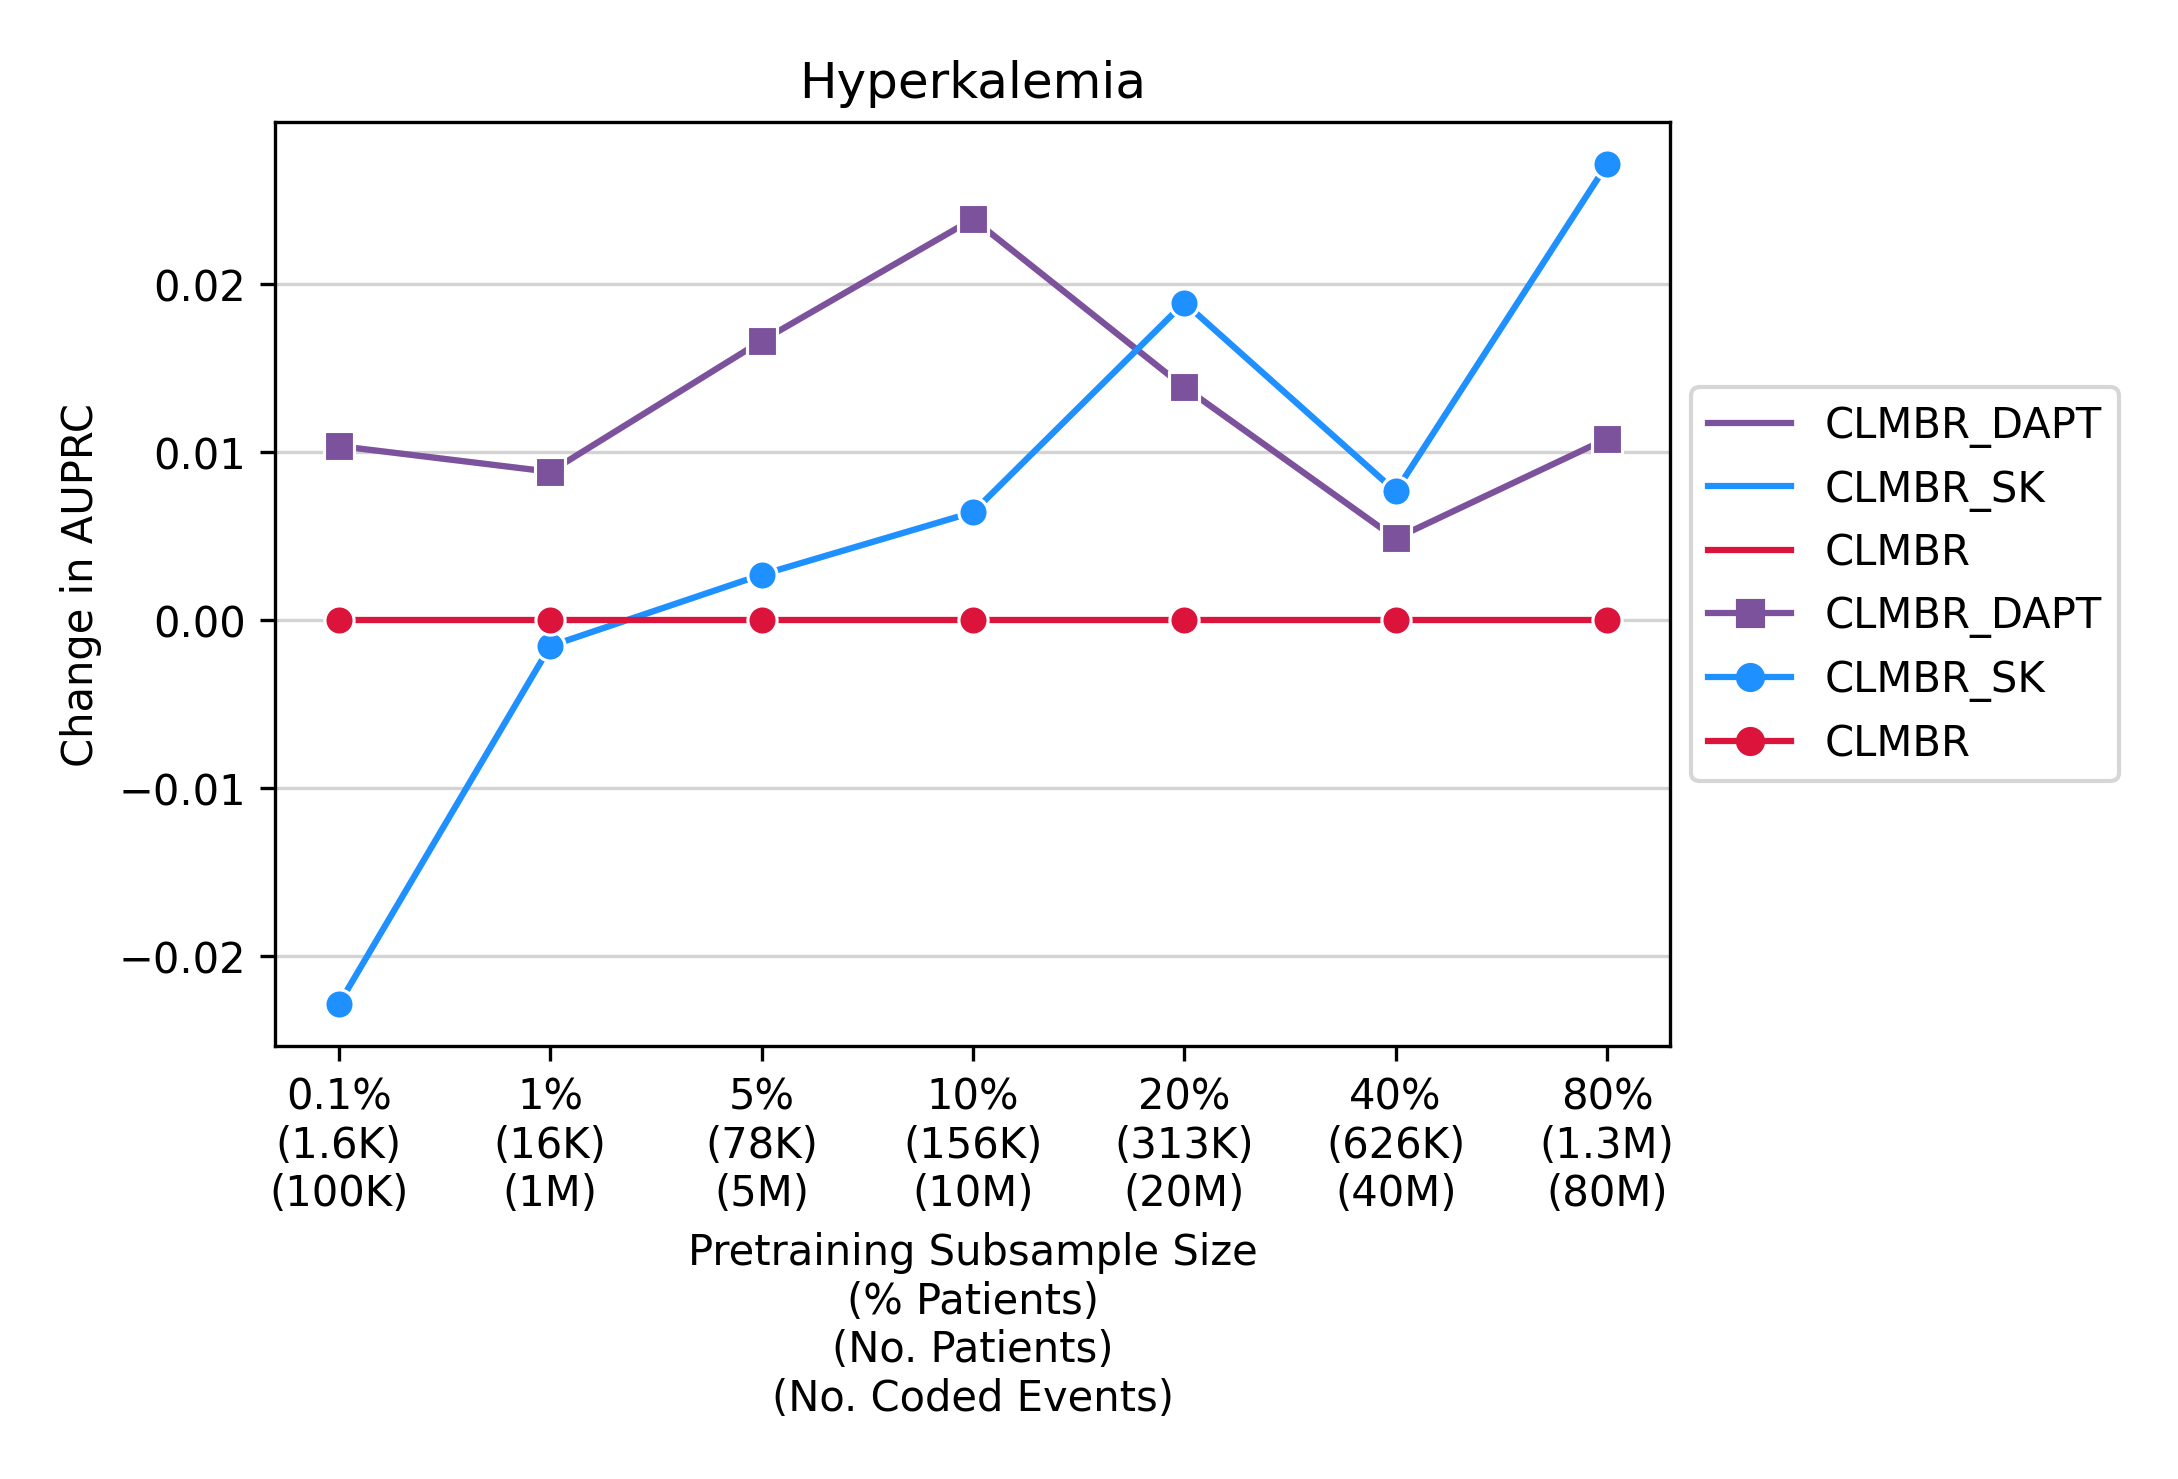 Hyperkalemia
Change in AUPRC
0.02
0.01
0.00
−0.01
−0.02
0.1% 1% 5% 10% 20% 40% 80%
(1.6K) (16K) (78K) (156K) (313K) (626K) (1.3M)
(100K) (1M) (5M) (10M) (20M) (40M) (80M)
Pretraining Subsample Size
(% Patients)
(No. Patients)
(No. Coded Events)
CLMBR_DAPT
CLMBR_SK
CLMBR
CLMBR_DAPT
CLMBR_SK
CLMBR